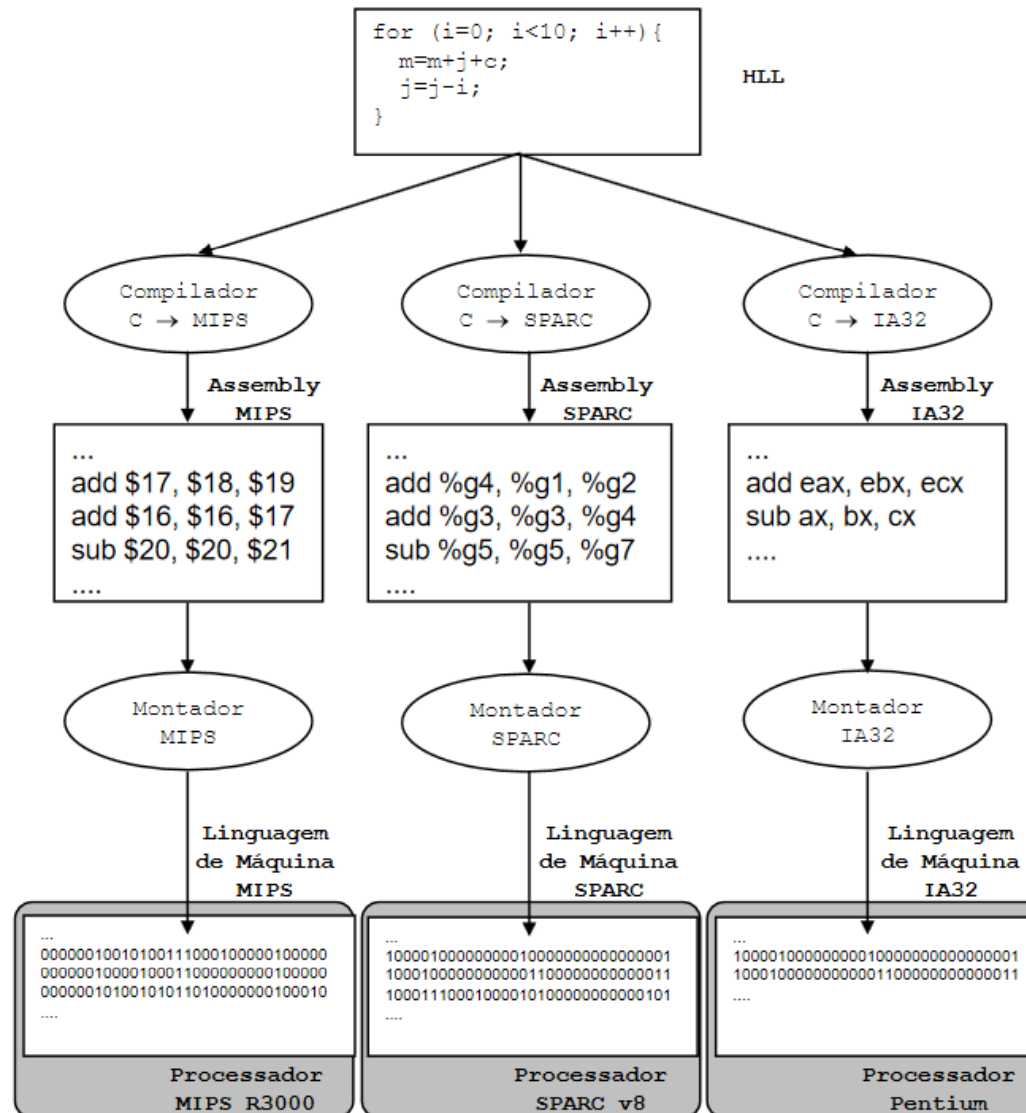 for (i=0; i<10; i++){
m=m+j+c;
j=j-i;
}
HLL
Compilador
C → MIPS
Compilador
C → SPARC
Compilador
C → IA32
Assembly
MIPS
Assembly
SPARC
Assembly
IA32
...
add $17, $18, $19
add $16, $16, $17
sub $20, $20, $21
....
...
add %g4, %g1, %g2
add %g3, %g3, %g4
sub %g5, %g5, %g7
....
...
add eax, ebx, ecx
sub ax, bx, cx
....
Montador
MIPS
Montador
SPARC
Montador
IA32
Linguagem
de Máquina
MIPS
Linguagem
de Máquina
SPARC
Linguagem
de Máquina
IA32
...
00000010010100111000100000100000
00000010000100011000000000100000
00000010100101011010000000100010
....
...
10000100000000010000000000000001
10001000000000011000000000000011
10001110001000010100000000000101
....
...
10000100000000010000000000000001
10001000000000011000000000000011
....
Processador
MIPS R3000
Processador
SPARC v8
Processador
Pentium